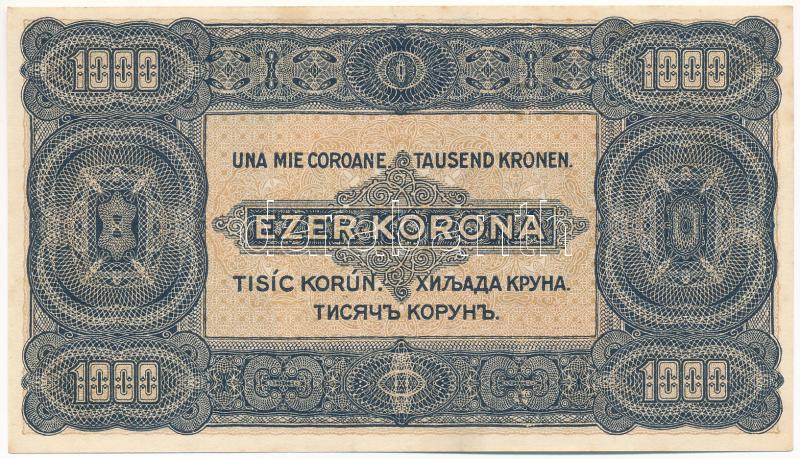 1000 1000
UNA MIE COROANE. TAUSEND KRONEN.
EZER KORONA
TISÍC KORÚN. ХИЉАДА КРУНА.
ТИСЯЧЪ КОРУНЪ.
1000 1000